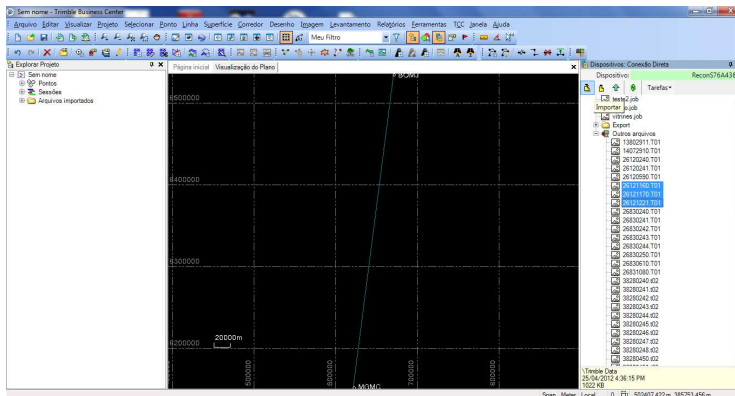 Sem nome - Trimble Business Center
Arquivo Editar Visualizar Projeto Selecionar Ponto Linha Superfície Corredor Desenho Imagem Levantamento Relatórios Ferramentas TCC Janela Ajuda
Meu Filtro
Explorar Projeto
Sem nome
Pontos
Sessões
Arquivos importados
Página inicial Visualização do Plano
6500000
6400000
6300000
6200000
20000m
500000
600000
700000
800000
MGMC
Dispositivos: Conexão Direta
Dispositivo:
Tarefas
teste2.job
Importar
vitrines.job
Export
Outros arquivos
13802911.T01
14072910.T01
26120240.T01
26120241.T01
26120590.T01
26121160.T01
26121170.T01
26121221.T01
26830240.T01
26830241.T01
26830242.T01
26830243.T01
26830244.T01
26830250.T01
26830610.T01
26831080.T01
38280240.t02
38280241.t02
38280242.t02
38280243.t02
38280244.t02
38280245.t02
38280246.t02
38280247.t02
38280248.t02
38280450.t02
\Trimble Data
25/04/2012 4:36:15 PM
1022 KB
Snap Meter Local 0 502407,422 m, 385753,456 m